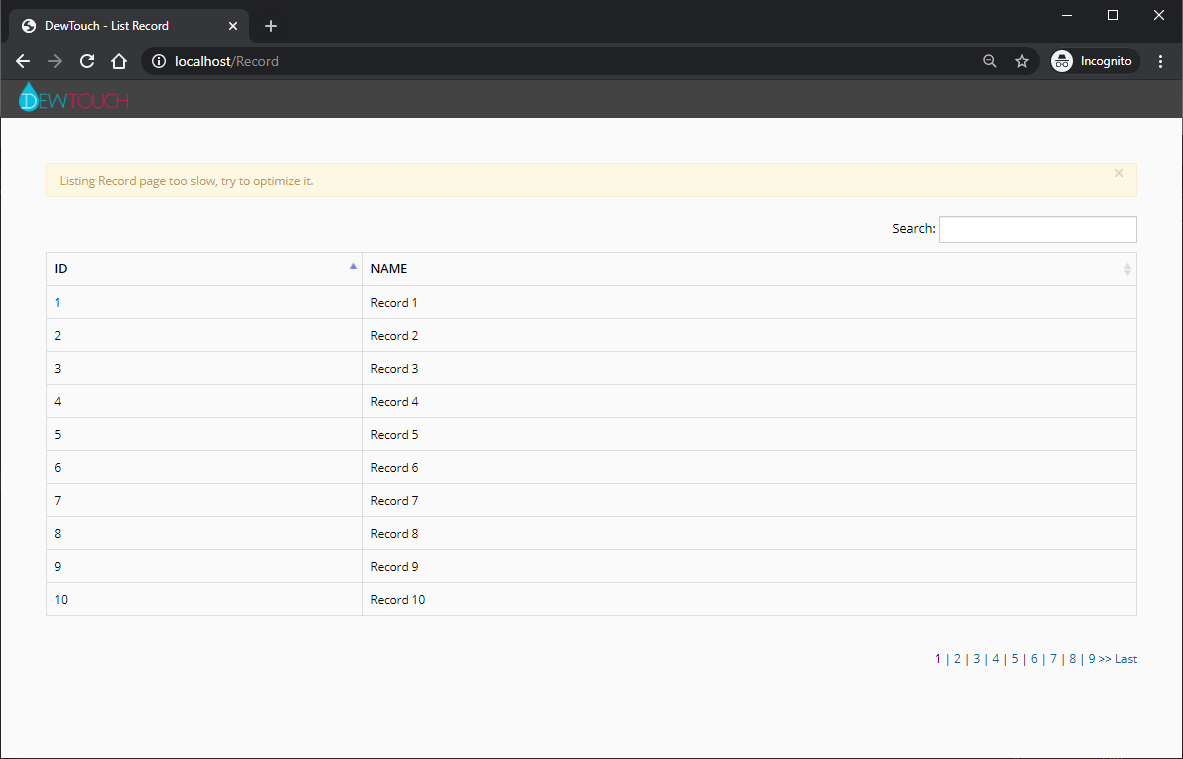 DewTouch - List Record
localhost/Record
Incognito
DEWTOUCH
Listing Record page too slow, try to optimize it.
×
Search:
ID NAME
1 Record 1
2 Record 2
3 Record 3
4 Record 4
5 Record 5
6 Record 6
7 Record 7
8 Record 8
9 Record 9
10 Record 10
1 | 2 | 3 | 4 | 5 | 6 | 7 | 8 | 9 >> Last